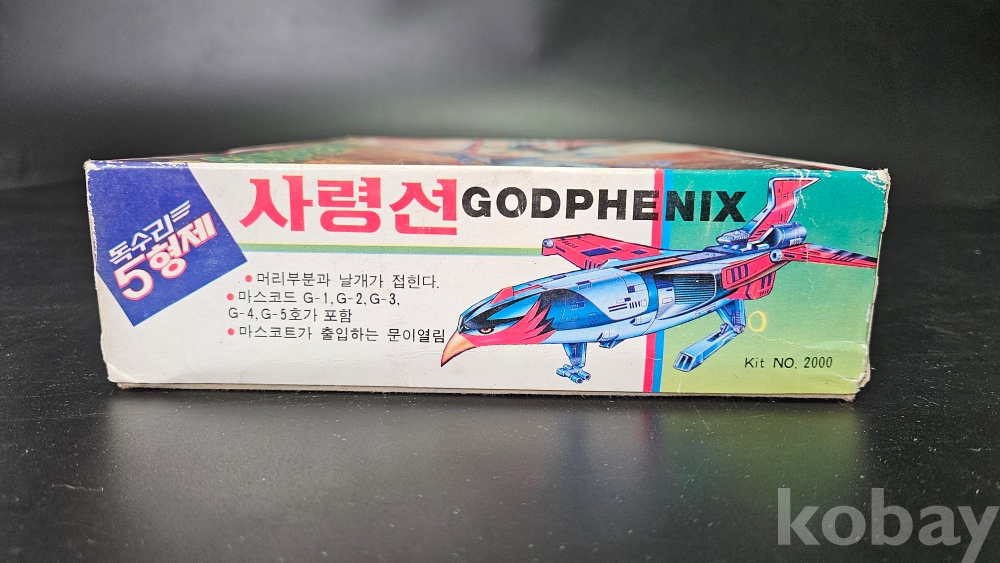 독수리
5형제
사령선 GODPHENIX
• 머리부분과 날개가 접힌다.
• 마스코드 G-1, G-2, G-3,
G-4, G-5호가 포함
• 마스코트가 출입하는 문이열림
Kit NO. 2000
kobay